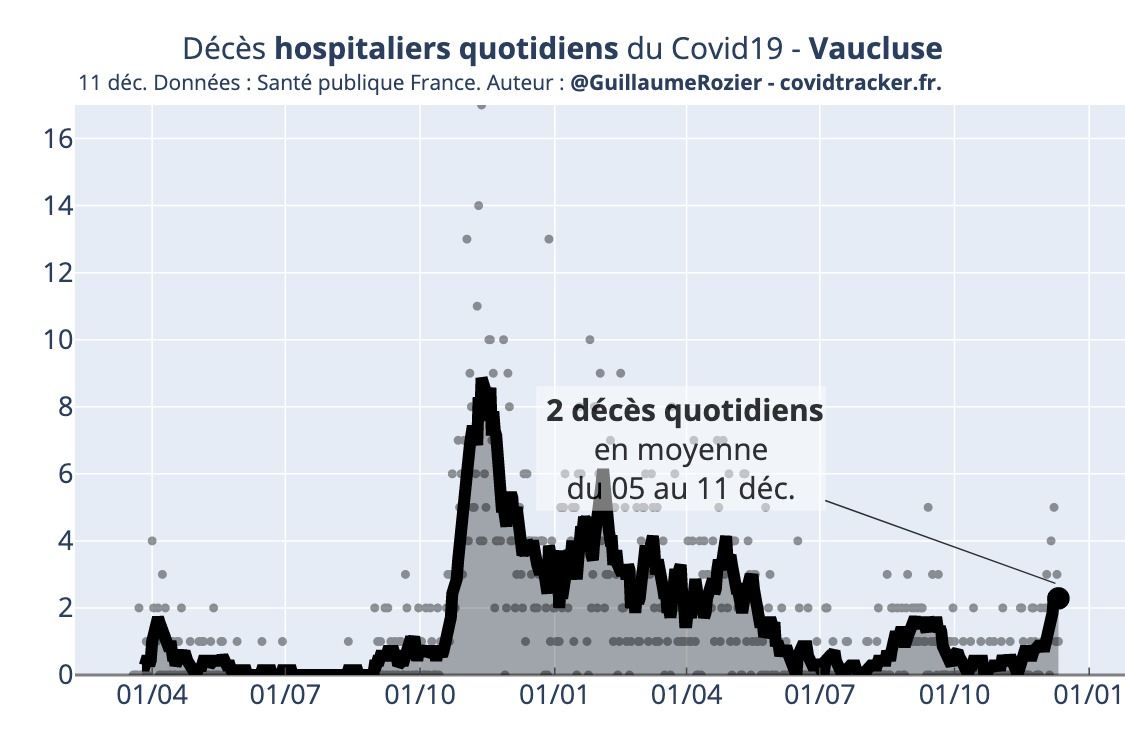 Décès hospitaliers quotidiens du Covid19 - Vaucluse
11 déc. Données : Santé publique France. Auteur : @GuillaumeRozier - covidtracker.fr.
16
14
12
10
8
6
4
2
0
2 décès quotidiens
en moyenne
du 05 au 11 déc.
01/04 01/07 01/10 01/01 01/04 01/07 01/10 01/01